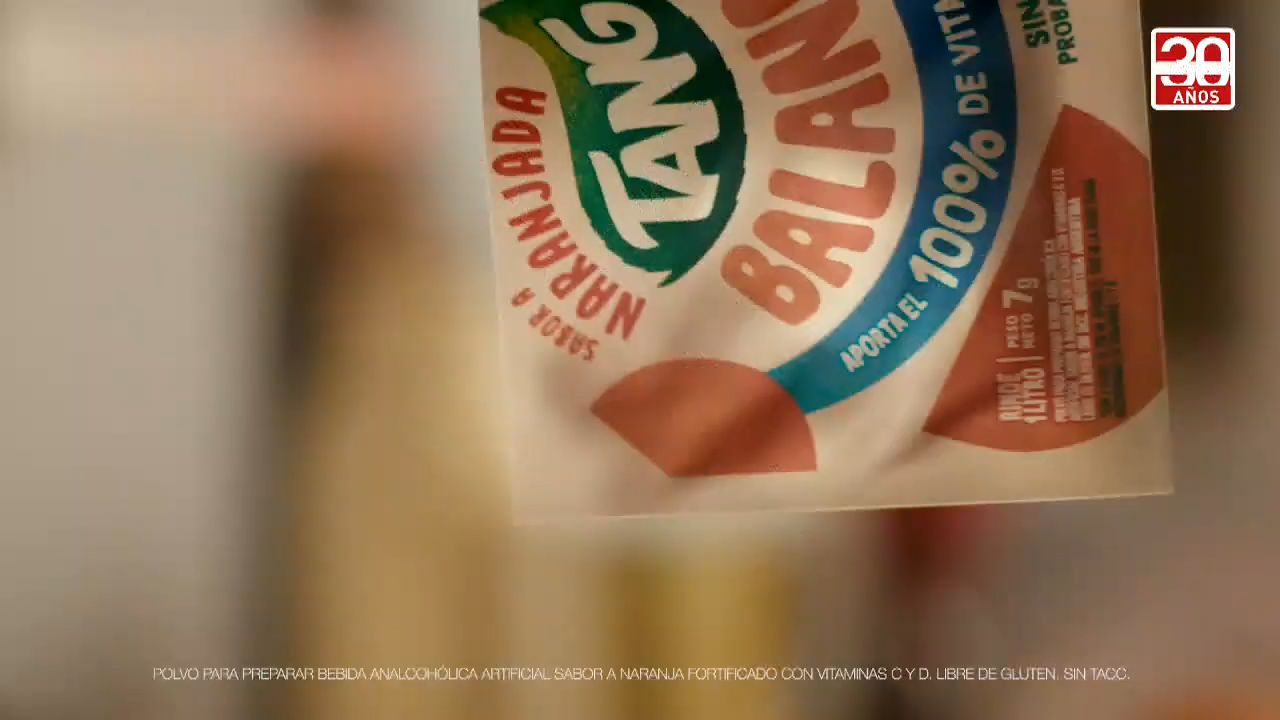 30
AÑOS
TANG
SABOR A
NARANJADA
BALAN
APORTA EL 100% DE VITA
SIN
PROBA
RINDE
1 LITRO
PESO
NETO 7g
POLVO PARA PREPARAR BEBIDA ANALCOHÓLICA ARTIFICIAL SABOR A NARANJA FORTIFICADO CON VITAMINAS C Y D. LIBRE DE GLUTEN. SIN TACC.